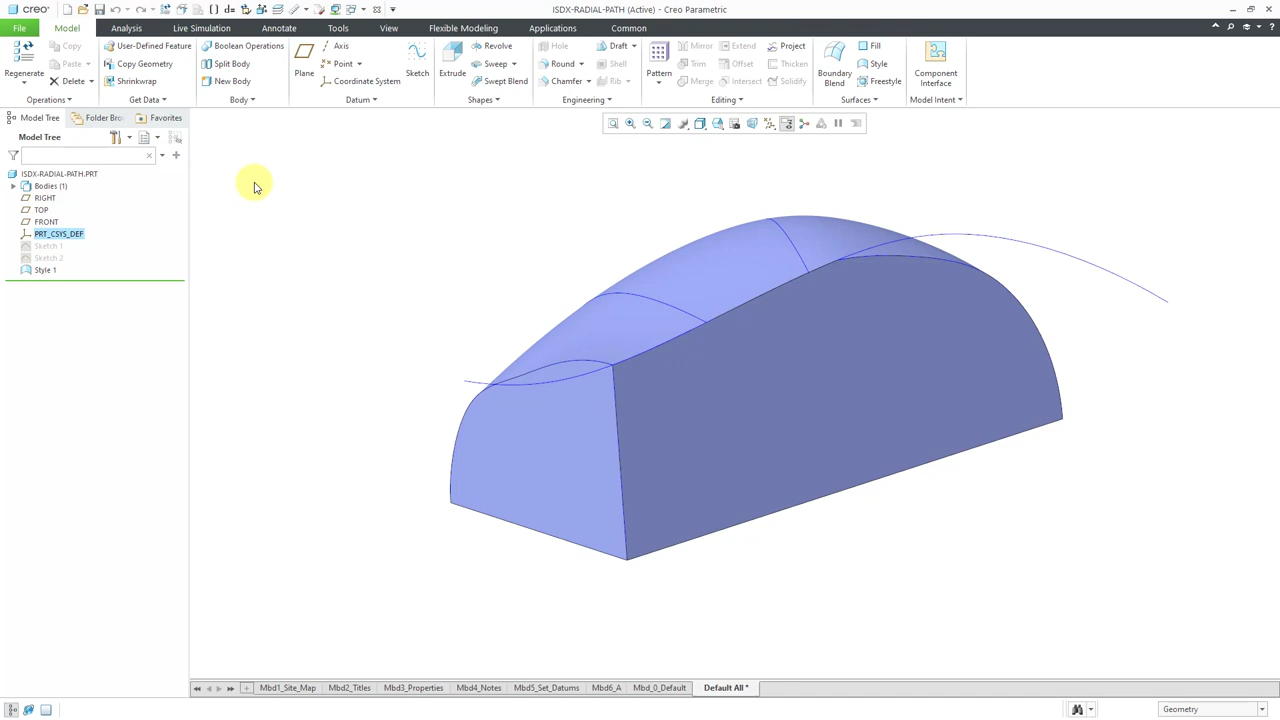 creo
ISDX-RADIAL-PATH (Active) - Creo Parametric
File Model Analysis Live Simulation Annotate Tools View Flexible Modeling Applications Common
Regenerate
Copy
Paste
Delete
Operations
User-Defined Feature
Copy Geometry
Shrinkwrap
Get Data
Boolean Operations
Split Body
New Body
Body
Plane
Axis
Point
Coordinate System
Sketch
Datum
Extrude
Revolve
Sweep
Swept Blend
Shapes
Hole
Round
Chamfer
Draft
Shell
Rib
Engineering
Pattern
Mirror
Trim
Merge
Extend
Offset
Intersect
Project
Thicken
Solidify
Editing
Boundary
Blend
Fill
Style
Freestyle
Surfaces
Component
Interface
Model Intent
Model Tree Folder Bro Favorites
Model Tree
ISDX-RADIAL-PATH.PRT
Bodies (1)
RIGHT
TOP
FRONT
PRT_CSYS_DEF
Sketch 1
Sketch 2
Style 1
Mbd1_Site_Map Mbd2_Titles Mbd3_Properties Mbd4_Notes Mbd5_Set_Datums Mbd6_A Mbd_0_Default Default All *
Geometry